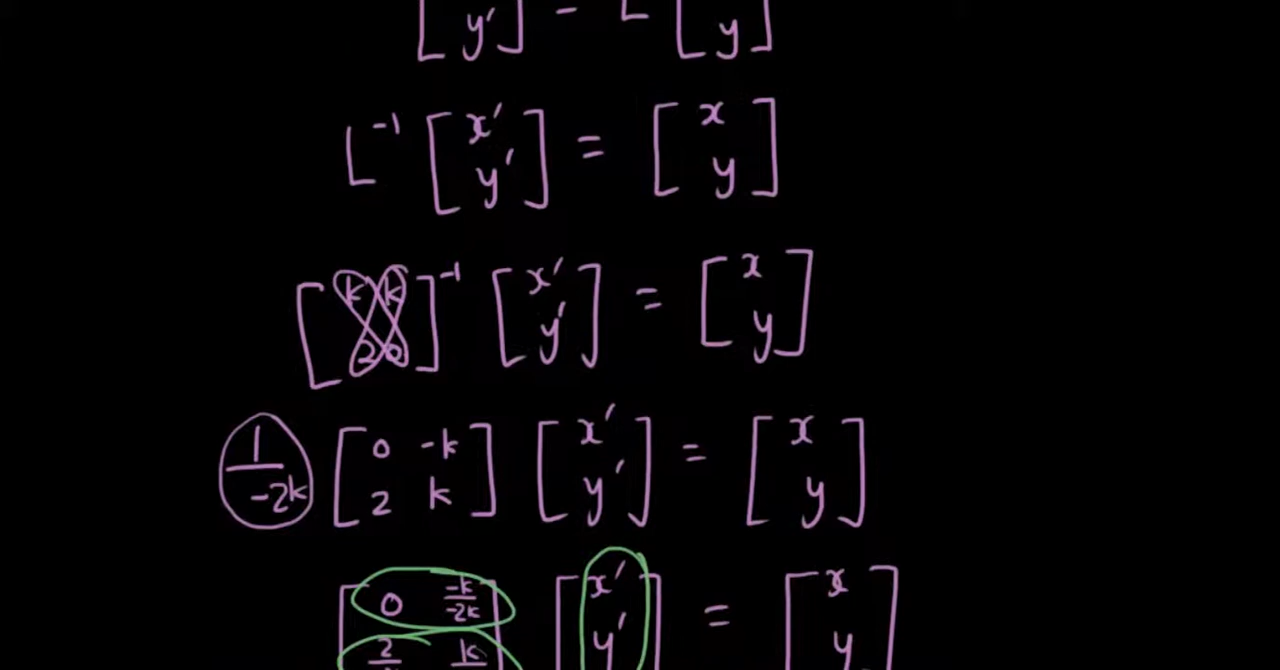 [ y' ] = L [ y ]
L⁻¹ [ x' y' ] = [ x y ]
[ k k 2 0 ]⁻¹ [ x' y' ] = [ x y ]
1/-2k [ 0 -k 2 k ] [ x' y' ] = [ x y ]
[ 0 -k/-2k 2 k ] [ x' y' ] = [ x y ]